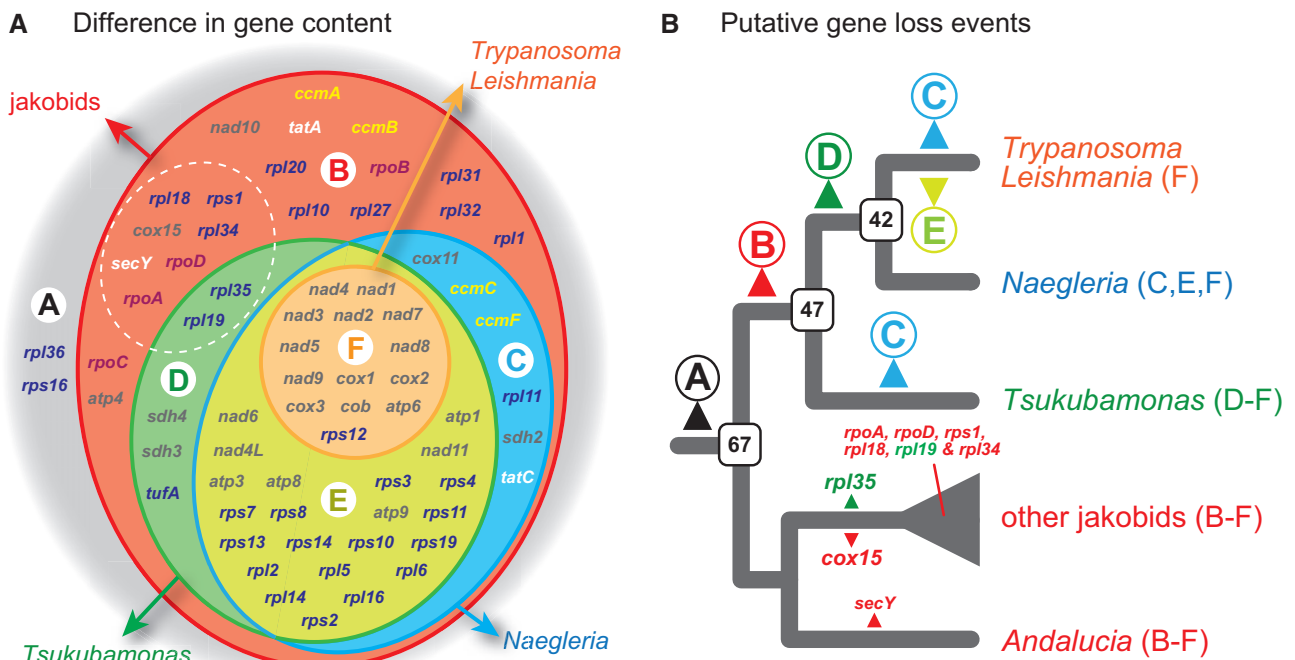 A Difference in gene content
Trypanosoma
Leishmania
jakobids
ccmA
nad10 tatA ccmB
B
rpl20 rpoB rpl31
rpl18 rps1
rpl10 rpl27 rpl32
cox15 rpl34
rpl1
secY rpoD
cox11
rpoA rpl35
ccmC
rpl19
ccmF
A
rpl36
rps16
rpoC
atp4
D
C
nad4 nad1
nad3 nad2 nad7
nad5 F nad8
nad9 cox1 cox2
cox3 cob atp6
rps12
rpl11
sdh2
tatC
sdh4
sdh3
tufA
nad6 atp1
nad4L nad11
atp3 atp8 rps3 rps4
E
rps7 rps8 atp9 rps11
rps13 rps14 rps10 rps19
rpl2 rpl5 rpl6
rpl14 rpl16
rps2
Tsukubamonas
Naegleria
B Putative gene loss events
C
D
Trypanosoma
Leishmania (F)
42
E
B
Naegleria (C,E,F)
47
C
A
Tsukubamonas (D-F)
67
rpoA, rpoD, rps1,
rpl18, rpl19 & rpl34
rpl35
other jakobids (B-F)
cox15
secY
Andalucia (B-F)